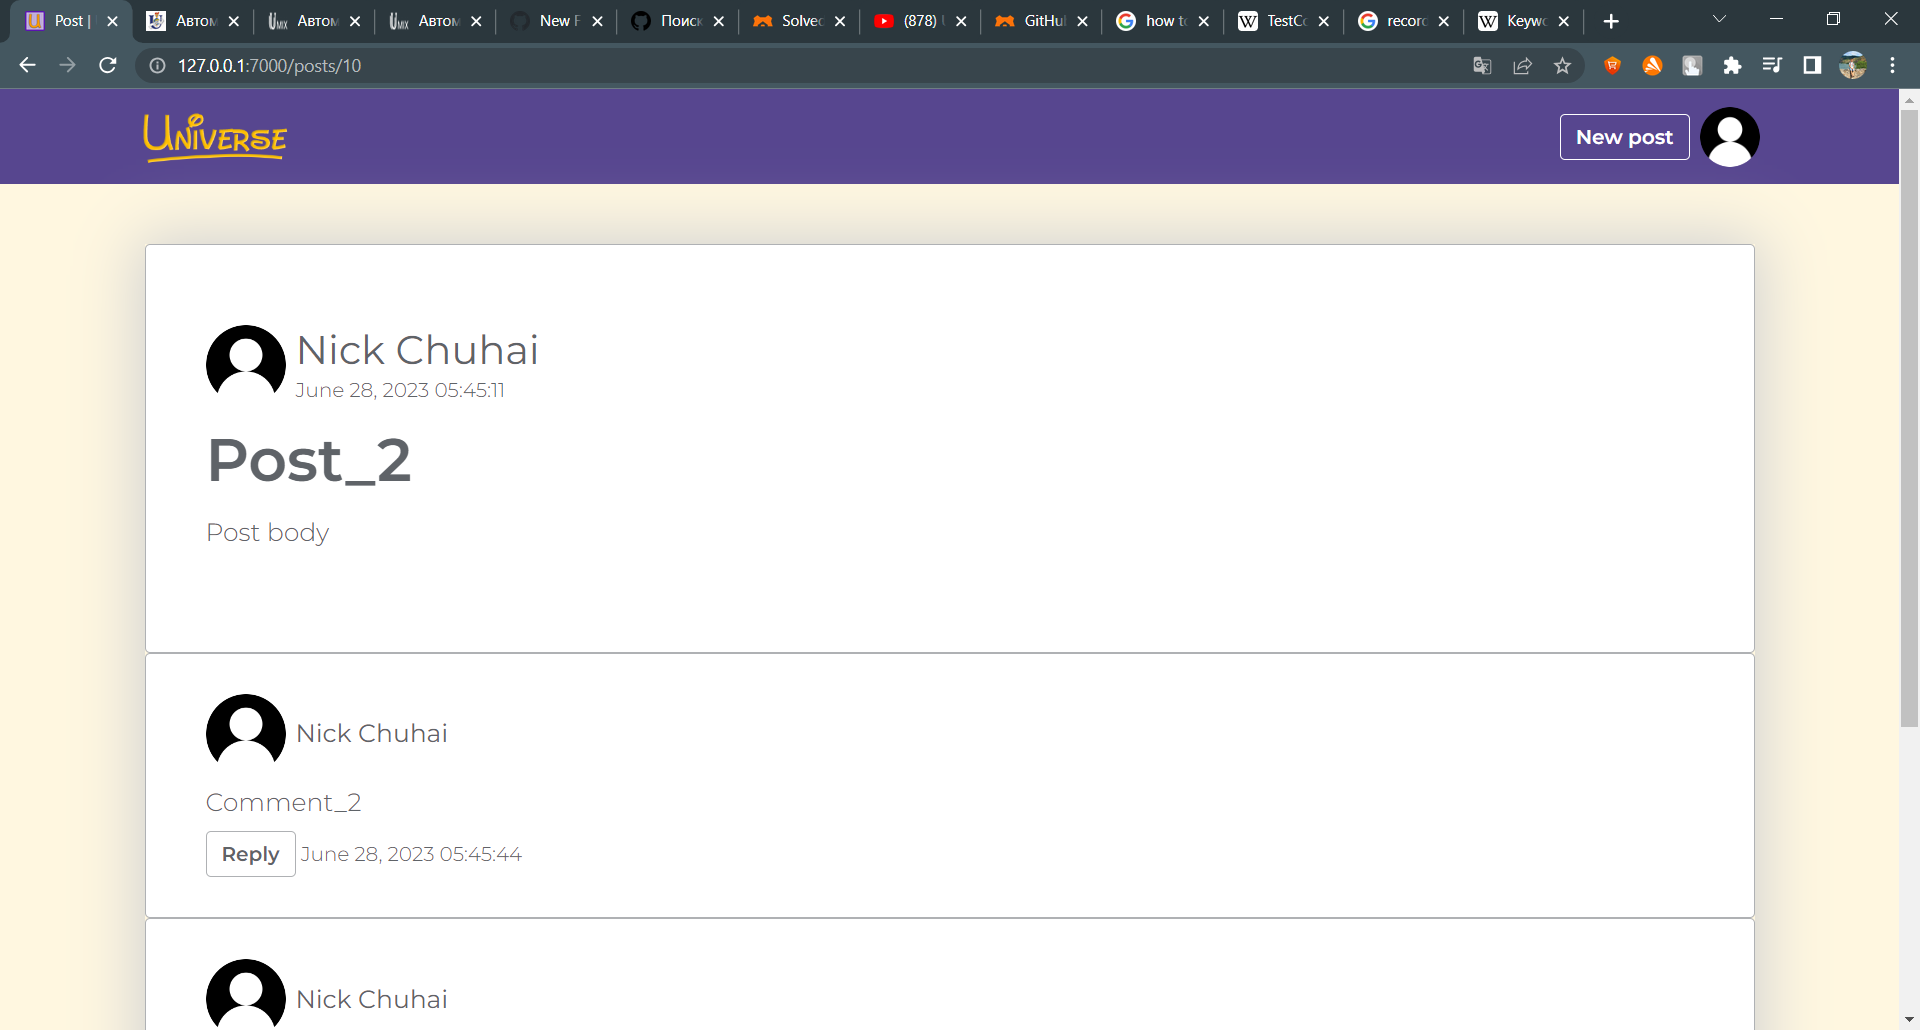 Post |
Автом
Автом
Автом
New F
Поиск
Solved
(878)
GitHu
how to
TestCo
record
Keywo
127.0.0.1:7000/posts/10
UNIVERSE
New post
Nick Chuhai
June 28, 2023 05:45:11
Post_2
Post body
Nick Chuhai
Comment_2
Reply June 28, 2023 05:45:44
Nick Chuhai